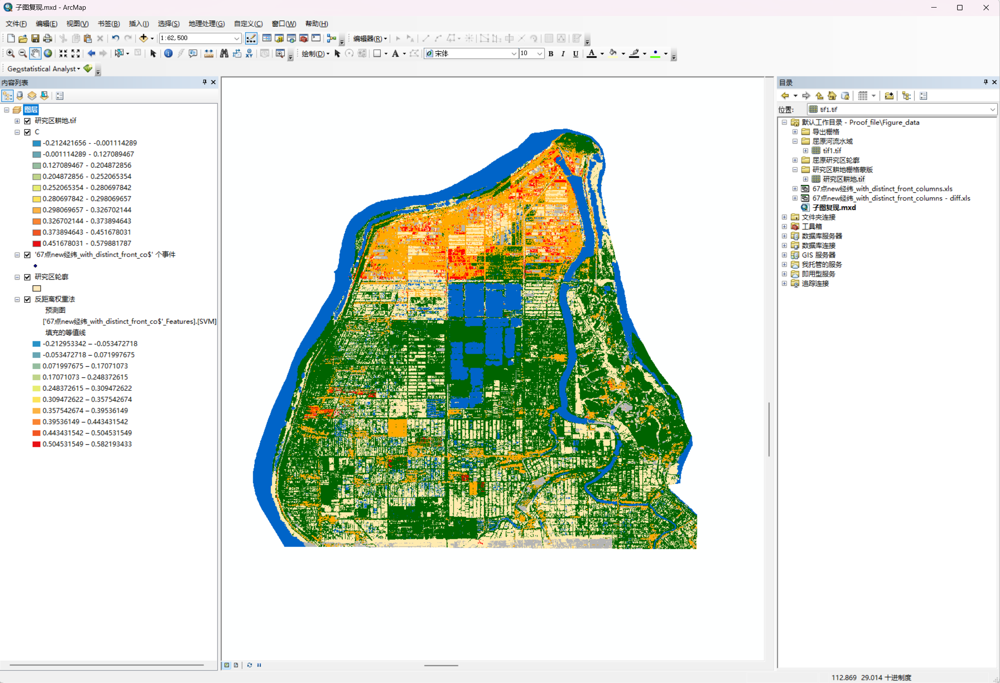 子图复现.mxd - ArcMap
文件(F) 编辑(E) 视图(V) 书签(B) 插入(I) 选择(S) 地理处理(G) 自定义(C) 窗口(W) 帮助(H)
1:62,500 编辑器(R)
绘制(D) A 宋体 10 B I U A
Geostatistical Analyst
内容列表
图层
研究区耕地.tif
C
-0.212421656 - -0.001114289
-0.001114289 - 0.127089467
0.127089467 - 0.204872856
0.204872856 - 0.252065354
0.252065354 - 0.280697842
0.280697842 - 0.298069657
0.298069657 - 0.326702144
0.326702144 - 0.373894643
0.373894643 - 0.451678031
0.451678031 - 0.579881787
'67点new经纬_with_distinct_front_co$' 个事件
研究区轮廓
反距离权重法
预测图
['67点new经纬_with_distinct_front_co$'_Features].[SVM]
填充的等值线
-0.212953342 – -0.053472718
-0.053472718 – 0.071997675
0.071997675 – 0.17071073
0.17071073 – 0.248372615
0.248372615 – 0.309472622
0.309472622 – 0.357542674
0.357542674 – 0.39536149
0.39536149 – 0.443431542
0.443431542 – 0.504531549
0.504531549 – 0.582193433
目录
位置: tif1.tif
默认工作目录 - Proof_file\Figure_data
导出栅格
屈原河流水域
tif1.tif
屈原研究区轮廓
研究区耕地栅格蒙版
研究区耕地.tif
67点new经纬_with_distinct_front_columns.xls
67点new经纬_with_distinct_front_columns - diff.xls
子图复现.mxd
文件夹连接
工具箱
数据库服务器
数据库连接
GIS 服务器
我托管的服务
即用型服务
追踪连接
112.869 29.014 十进制度